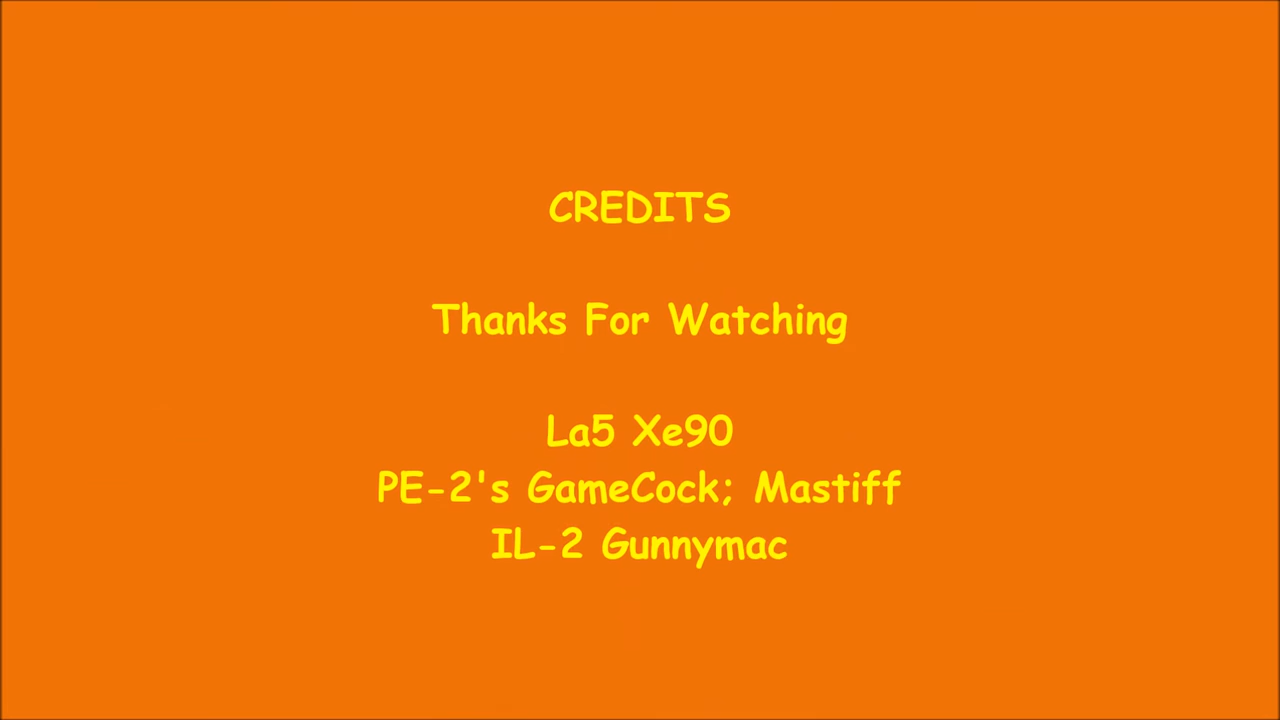 CREDITS
Thanks For Watching
La5 Xe90
PE-2's GameCock; Mastiff
IL-2 Gunnymac